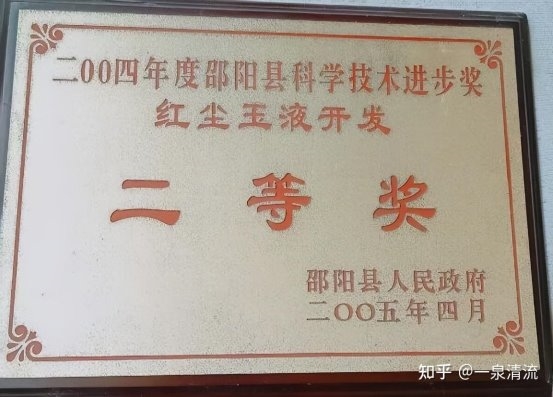 二00四年度邵阳县科学技术进步奖
红尘玉液开发
二等奖
邵阳县人民政府
二OO五年四月
知乎 @一泉清流